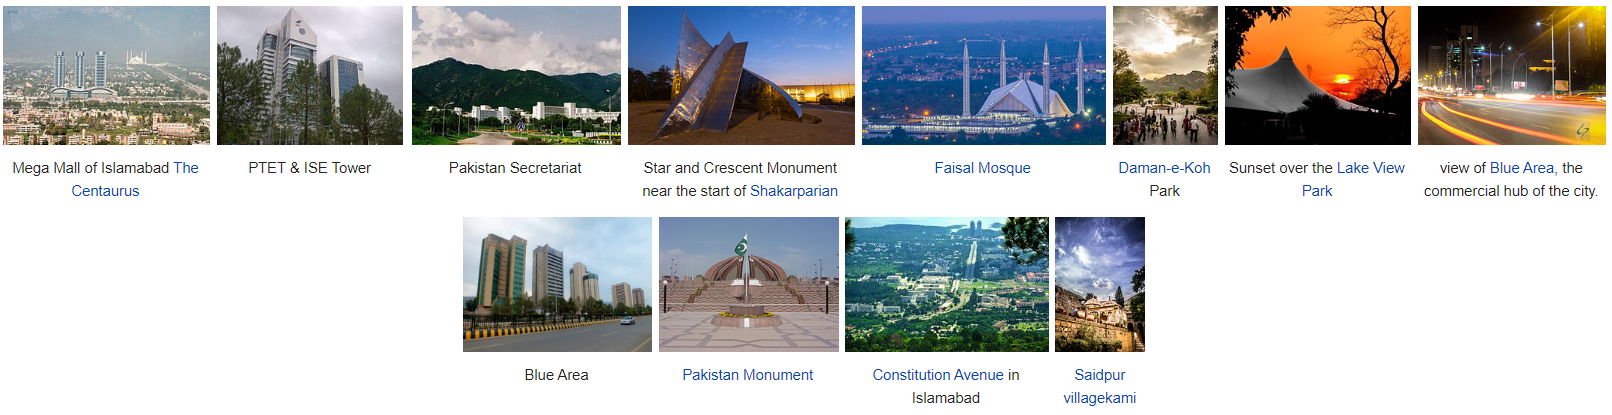 Mega Mall of Islamabad The
Centaurus
PTET & ISE Tower
Pakistan Secretariat
Star and Crescent Monument
near the start of Shakarparian
Faisal Mosque
Daman-e-Koh
Park
Sunset over the Lake View
Park
view of Blue Area, the
commercial hub of the city.
Blue Area
Pakistan Monument
Constitution Avenue in
Islamabad
Saidpur
villagekami